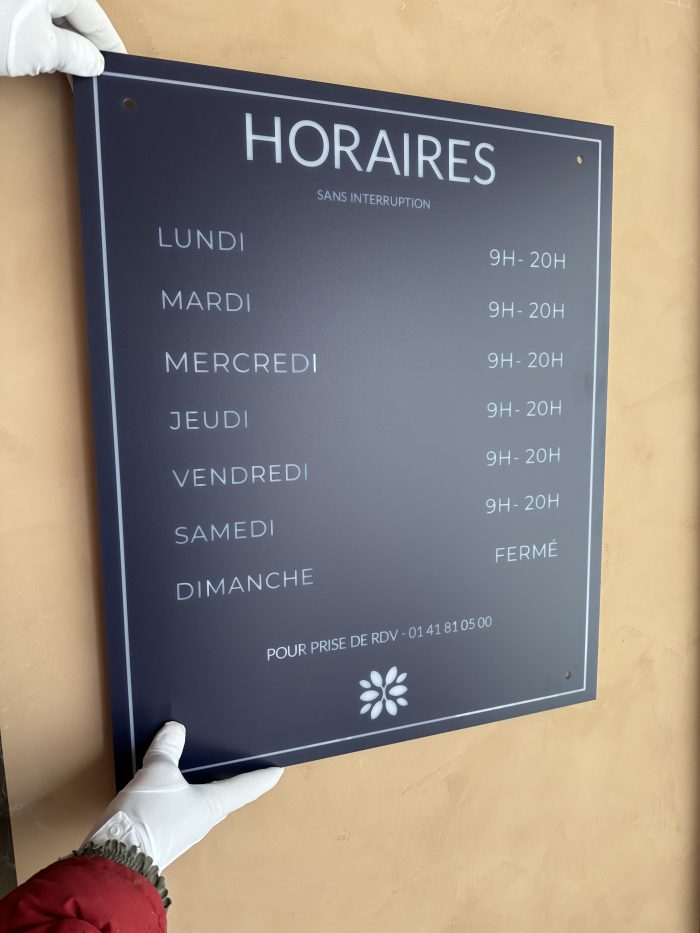 HORAIRES
SANS INTERRUPTION
LUNDI 9H- 20H
MARDI 9H- 20H
MERCREDI 9H- 20H
JEUDI 9H- 20H
VENDREDI 9H- 20H
SAMEDI 9H- 20H
DIMANCHE FERMÉ
POUR PRISE DE RDV - 01 41 81 05 00